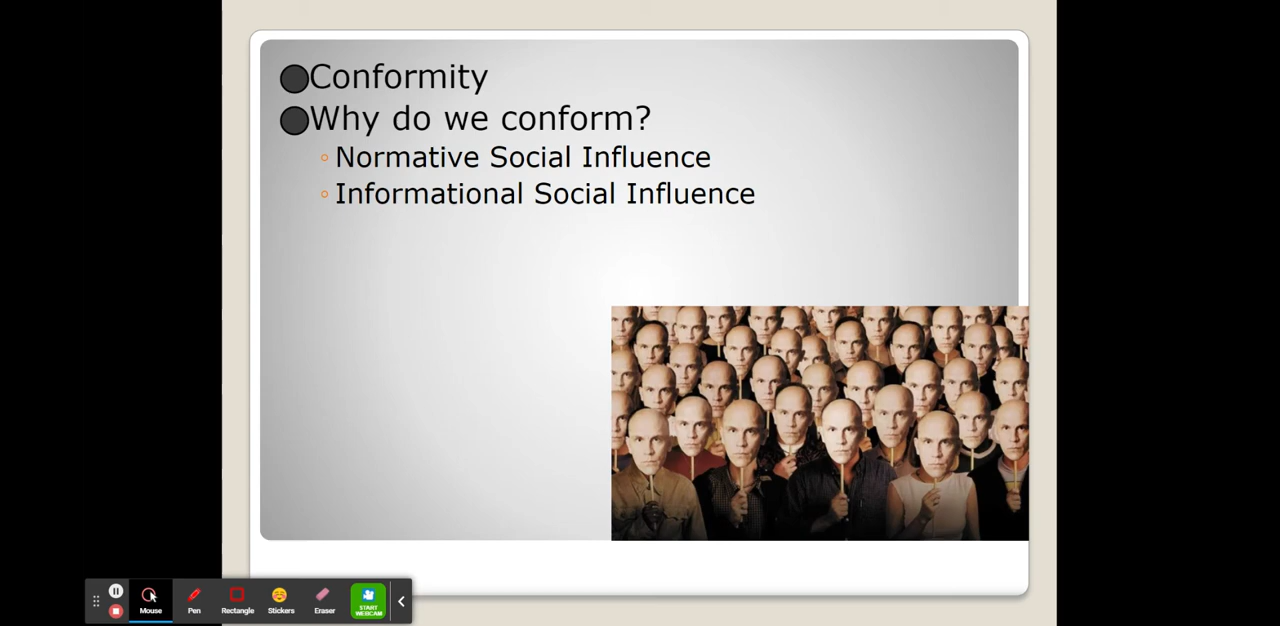 Conformity
Why do we conform?
Normative Social Influence
Informational Social Influence
Mouse
Pen
Rectangle
Stickers
Eraser
START
WEBCAM